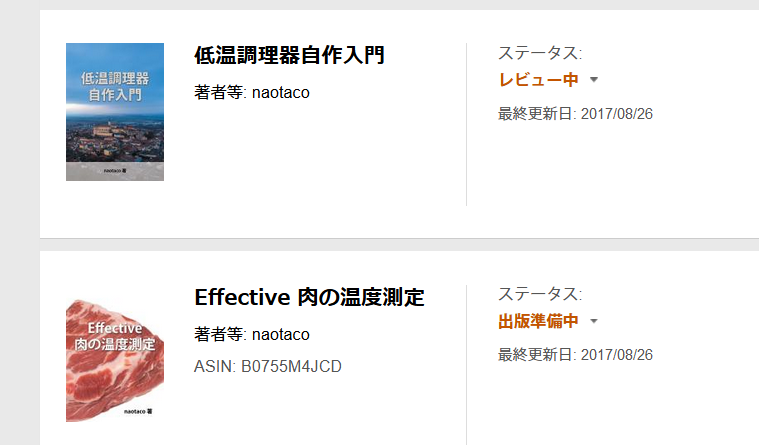 低温調理器
自作入門
naotaco 著
低温調理器自作入門
著者等: naotaco
ステータス:
レビュー中
最終更新日: 2017/08/26
Effective
肉の温度測定
naotaco 著
Effective 肉の温度測定
著者等: naotaco
ASIN: B0755M4JCD
ステータス:
出版準備中
最終更新日: 2017/08/26